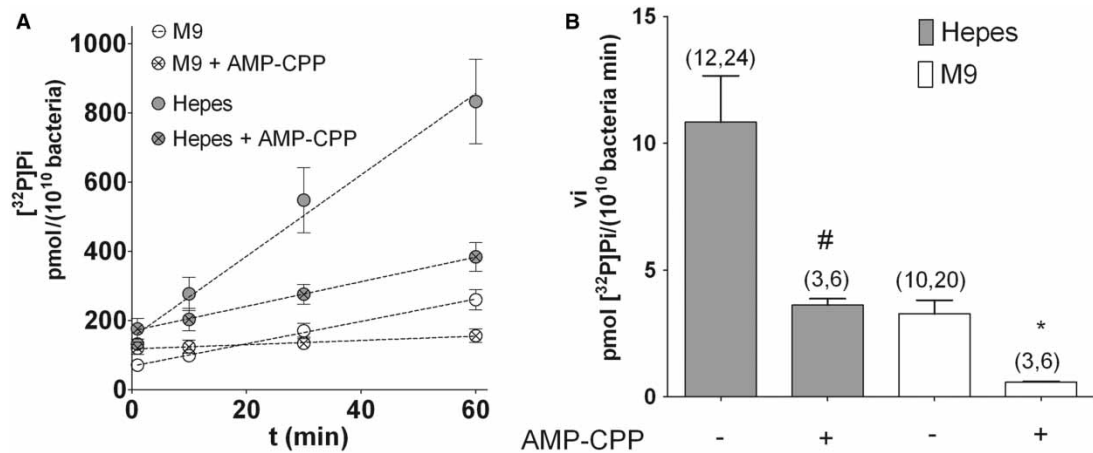 A
[³²P]Pi
pmol/(10¹⁰ bacteria)
1000
800
600
400
200
0
M9
M9 + AMP-CPP
Hepes
Hepes + AMP-CPP
0
20
40
60
t (min)
B
vi
pmol [³²P]Pi/(10¹⁰ bacteria min)
15
10
5
0
Hepes
M9
(12,24)
#
(3,6)
(10,20)
*
(3,6)
AMP-CPP - + - +